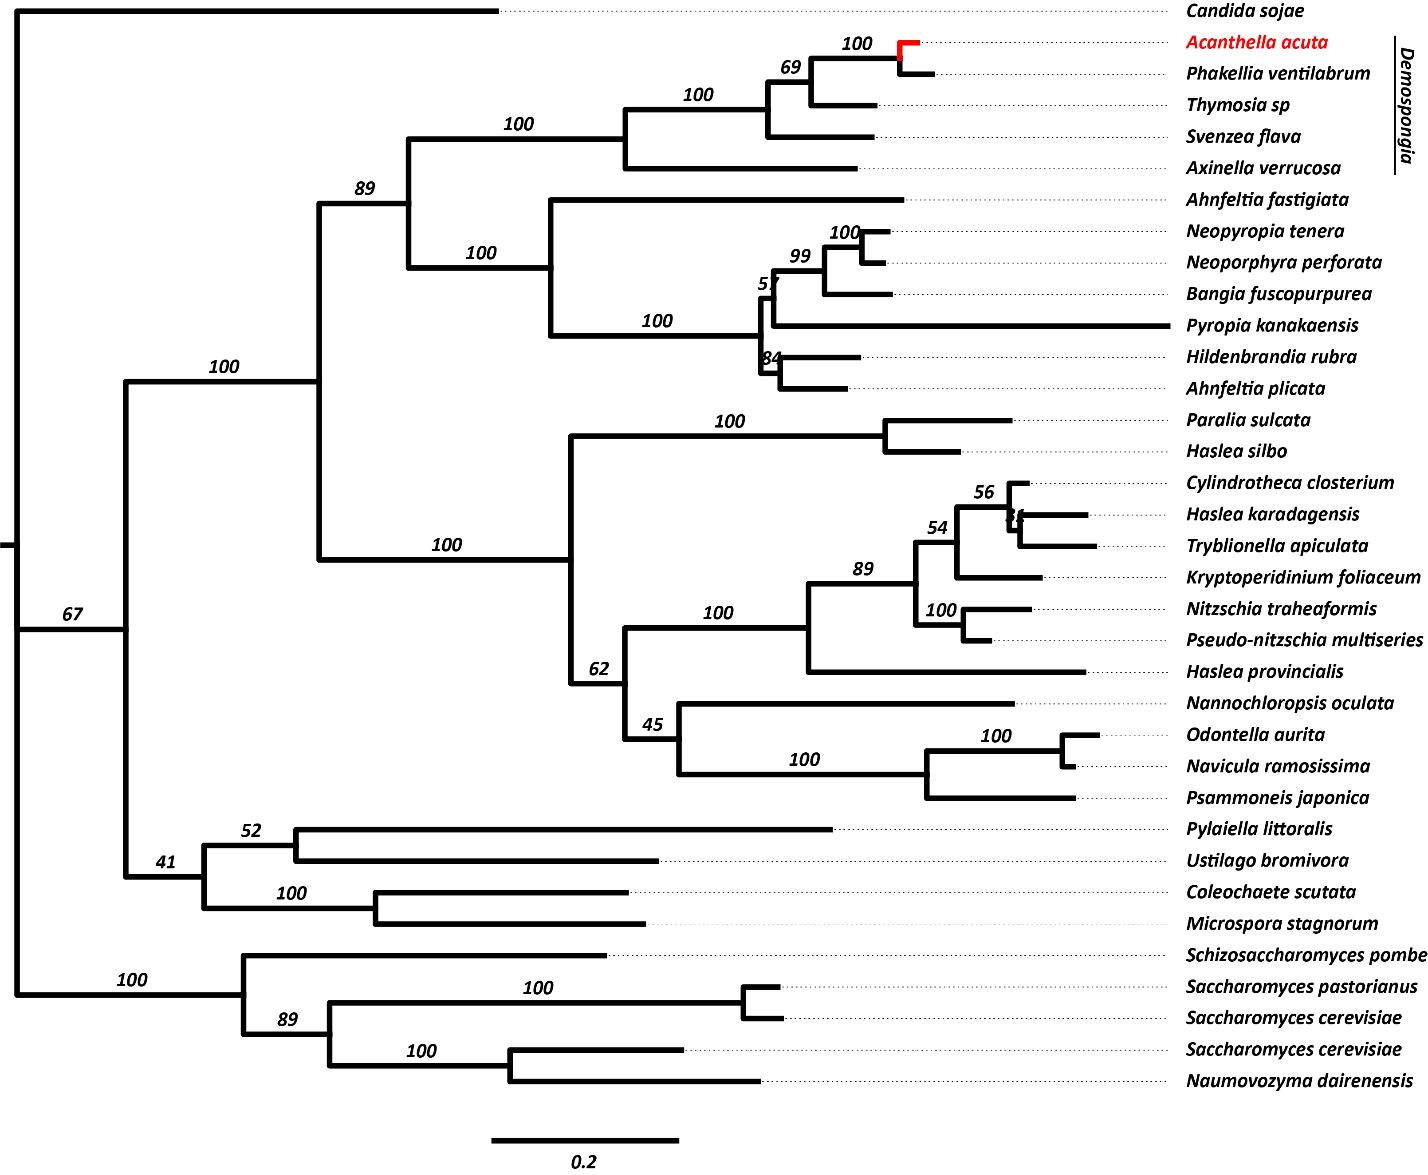 Candida sojae
Acanthella acuta
100
Phakellia ventilabrum
69
Thymosia sp
100
Svenzea flava
100
Axinella verrucosa
Demospongia
89
Ahnfeltia fastigiata
Neopyropia tenera
100
Neoporphyra perforata
99
100
Bangia fuscopurpurea
57
Pyropia kanakaensis
100
Hildenbrandia rubra
84
100
Ahnfeltia plicata
Paralia sulcata
100
Haslea silbo
Cylindrotheca closterium
56
Haslea karadagensis
54
Tryblionella apiculata
100
Kryptoperidinium foliaceum
89
Nitzschia traheaformis
100
100
67
Pseudo-nitzschia multiseries
Haslea provincialis
62
Nannochloropsis oculata
45
Odontella aurita
100
Navicula ramosissima
100
Psammoneis japonica
Pylaiella littoralis
52
Ustilago bromivora
41
Coleochaete scutata
100
Microspora stagnorum
Schizosaccharomyces pombe
100
Saccharomyces pastorianus
100
Saccharomyces cerevisiae
89
Saccharomyces cerevisiae
100
Naumovozyma dairenensis
0.2